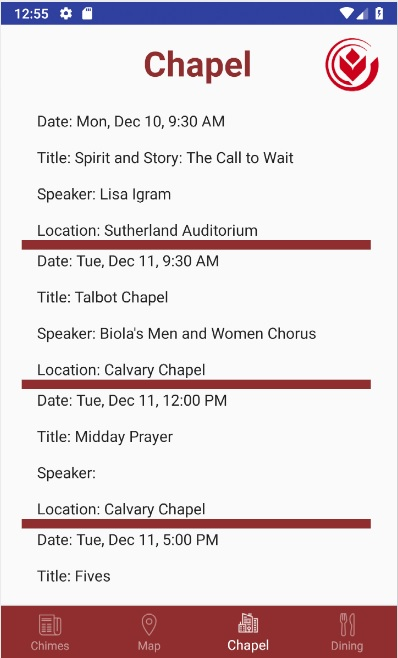 12:55
Chapel
Date: Mon, Dec 10, 9:30 AM
Title: Spirit and Story: The Call to Wait
Speaker: Lisa Igram
Location: Sutherland Auditorium
Date: Tue, Dec 11, 9:30 AM
Title: Talbot Chapel
Speaker: Biola's Men and Women Chorus
Location: Calvary Chapel
Date: Tue, Dec 11, 12:00 PM
Title: Midday Prayer
Speaker:
Location: Calvary Chapel
Date: Tue, Dec 11, 5:00 PM
Title: Fives
Chimes Map Chapel Dining